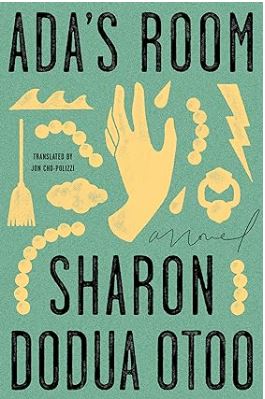 ADA'S ROOM
TRANSLATED BY
JON CHO-POLIZZI
a novel
SHARON
DODUA OTOO